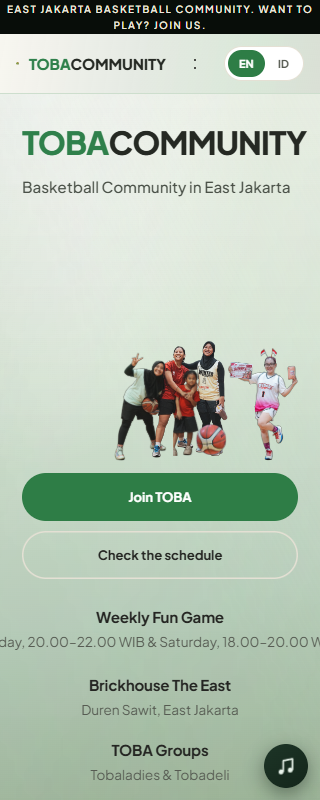 EAST JAKARTA BASKETBALL COMMUNITY. WANT TO
PLAY? JOIN US.
TOBACOMMUNITY
EN
ID
TOBACOMMUNITY
Basketball Community in East Jakarta
Join TOBA
Check the schedule
Weekly Fun Game
20.00–22.00 WIB & Saturday, 18.00–20.00
Brickhouse The East
Duren Sawit, East Jakarta
TOBA Groups
Tobaladies & Tobadeli